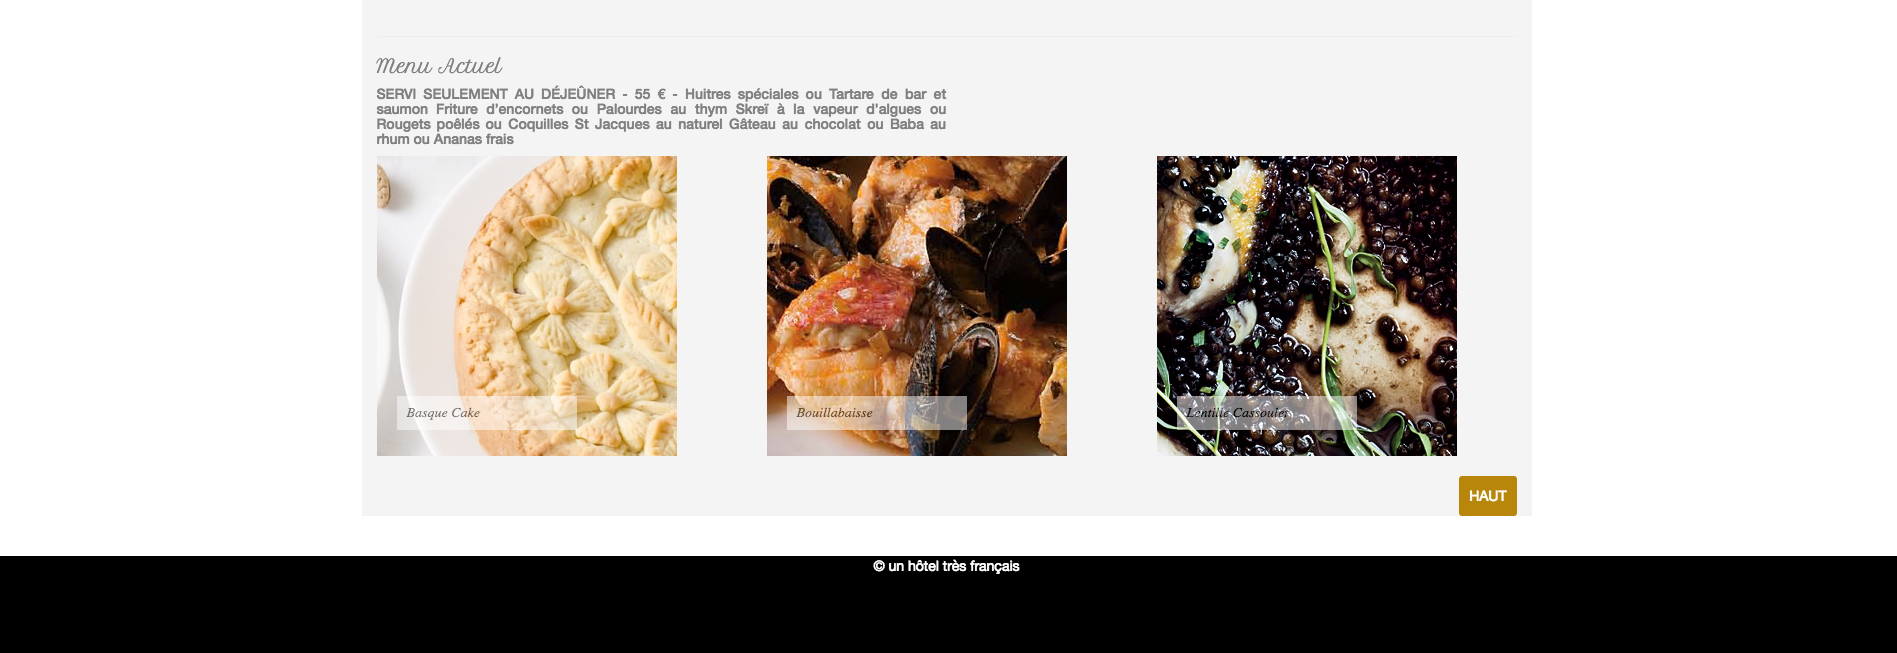 Menu Actuel
SERVI SEULEMENT AU DÉJEÛNER - 55 € - Huitres spéciales ou Tartare de bar et
saumon Friture d'encornets ou Palourdes au thym Skreï à la vapeur d'algues ou
Rougets poêlés ou Coquilles St Jacques au naturel Gâteau au chocolat ou Baba au
rhum ou Ananas frais
Basque Cake
Bouillabaisse
Lentille Cassoulet
HAUT
© un hôtel très français